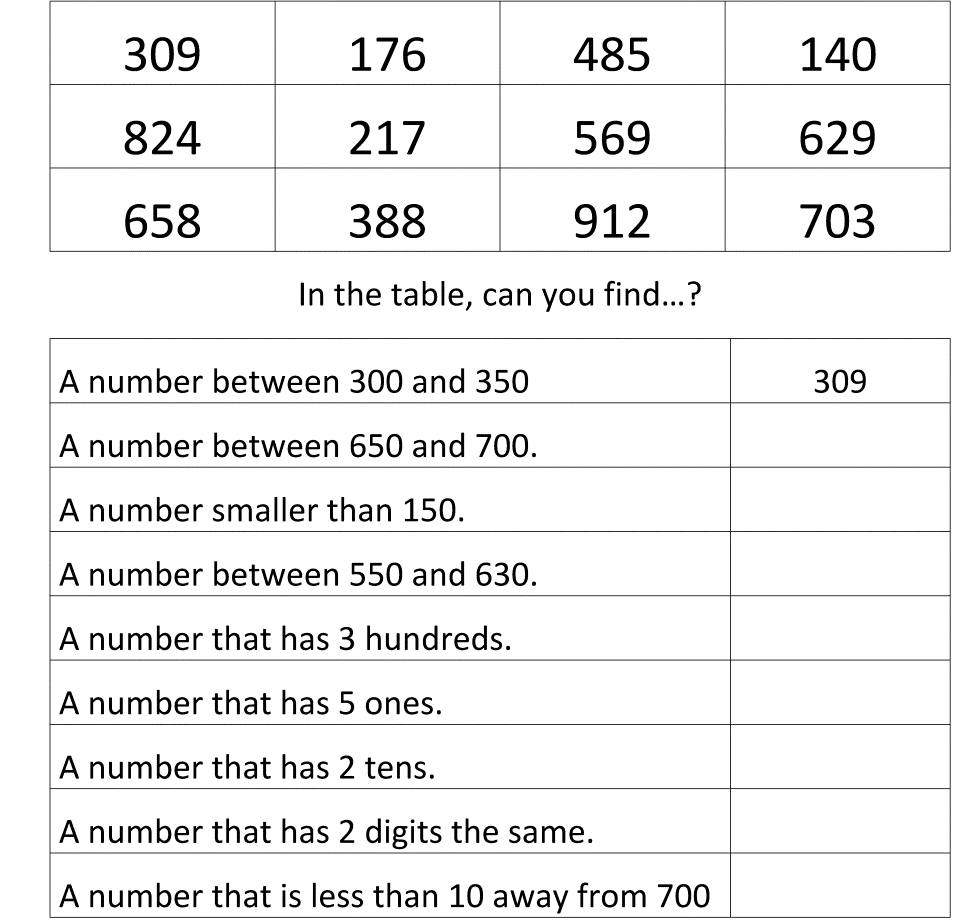 309 176 485 140
824 217 569 629
658 388 912 703
In the table, can you find...?
A number between 300 and 350 309
A number between 650 and 700.
A number smaller than 150.
A number between 550 and 630.
A number that has 3 hundreds.
A number that has 5 ones.
A number that has 2 tens.
A number that has 2 digits the same.
A number that is less than 10 away from 700